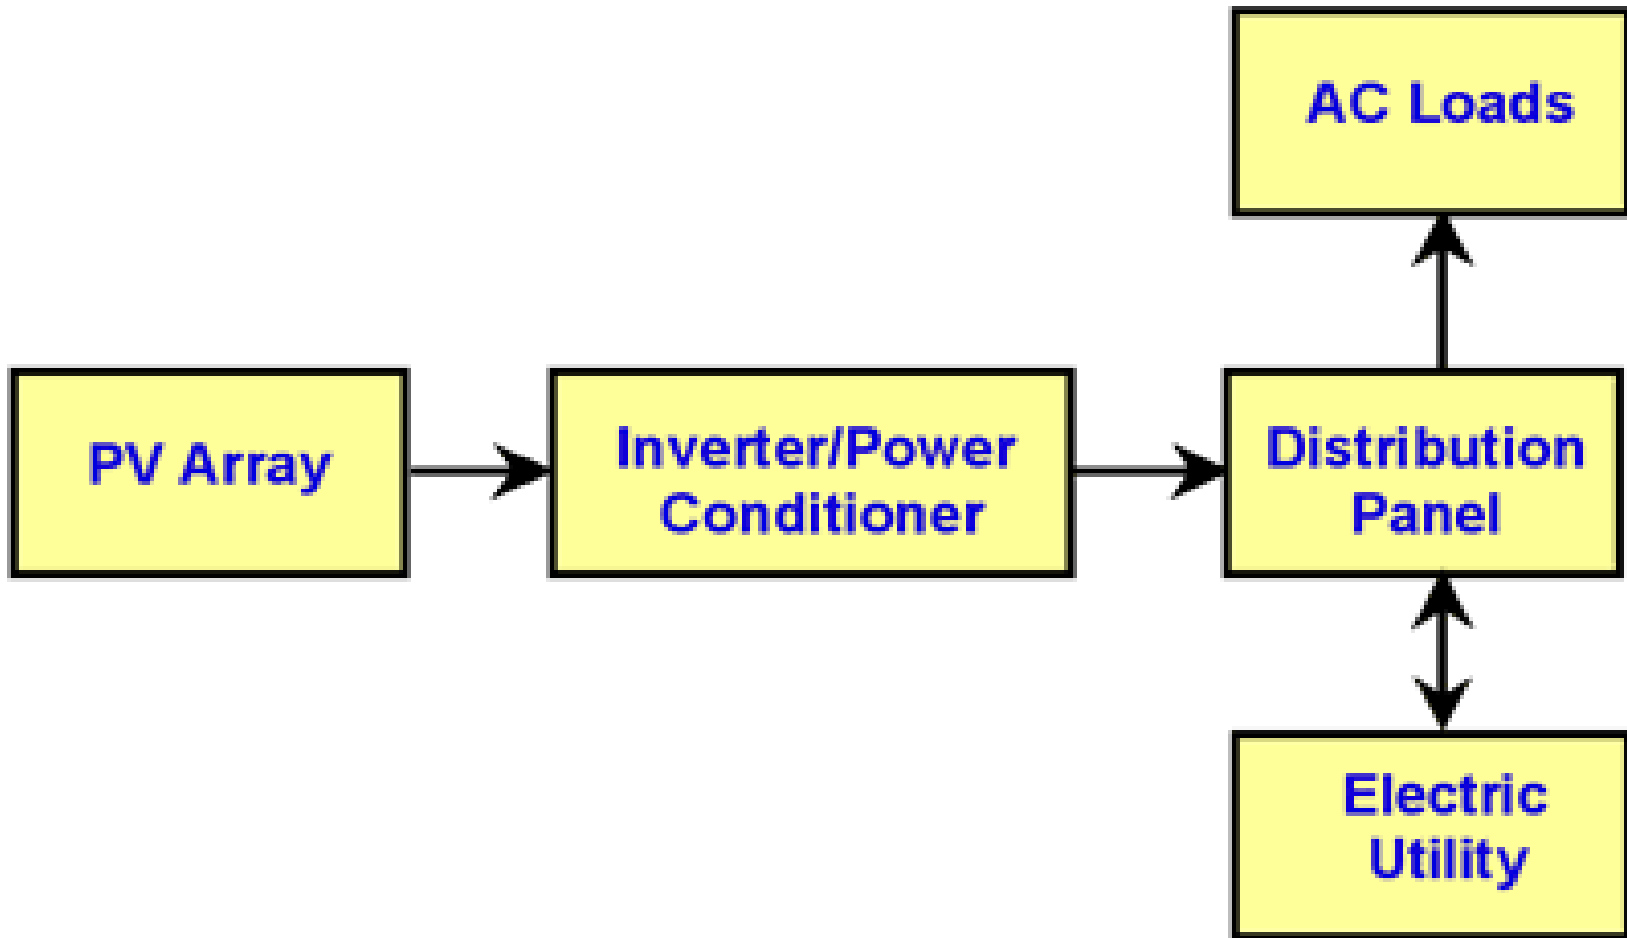 AC Loads
PV Array
Inverter/Power
Conditioner
Distribution
Panel
Electric
Utility